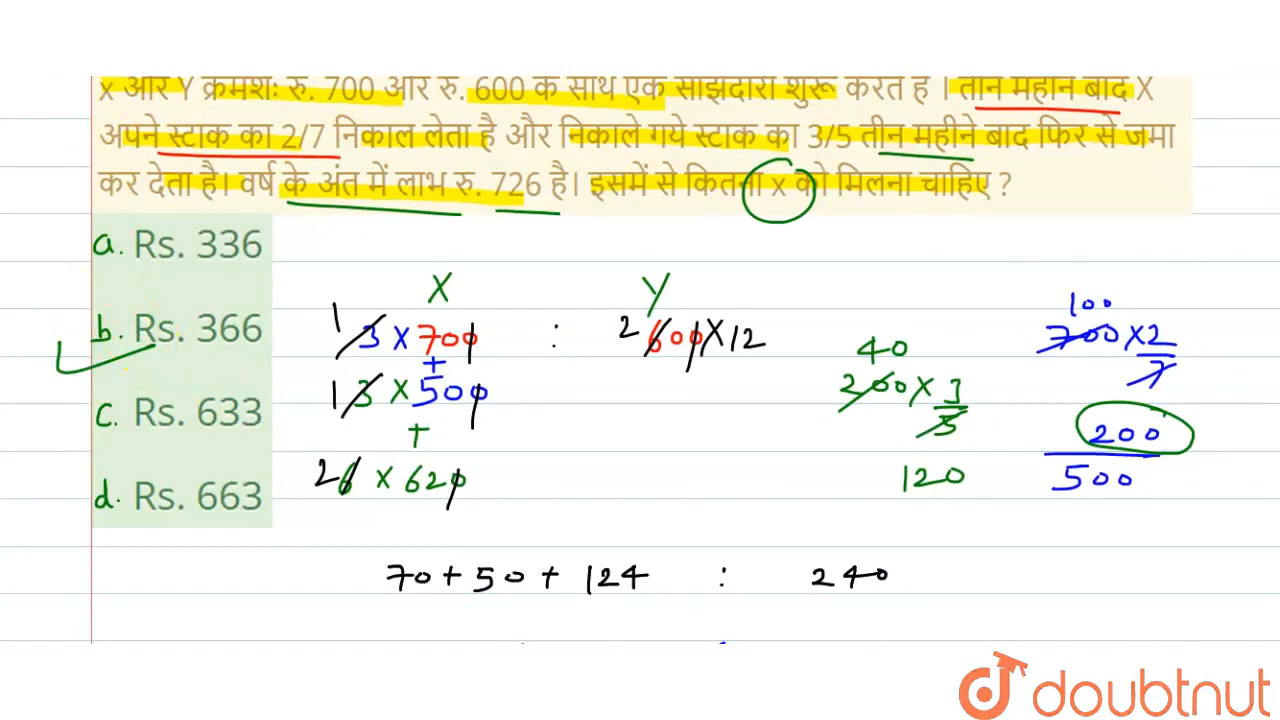 x और Y क्रमशः रु. 700 और रु. 600 के साथ एक साझेदारी शुरू करते हैं । तीन महीने बाद X
अपने स्टाक का 2/7 निकाल लेता है और निकाले गये स्टाक का 3/5 तीन महीने बाद फिर से जमा
कर देता है। वर्ष के अंत में लाभ रु. 726 है। इसमें से कितना x को मिलना चाहिए ?
a. Rs. 336
b. Rs. 366
c. Rs. 633
d. Rs. 663
X Y
1 3 × 700 : 2 600 × 12
+
1 3 × 500
+
2 6 × 620
70 + 50 + 124 : 240
40
200 × 3/5
120
100
700 × 2/7
200
500
doubtnut